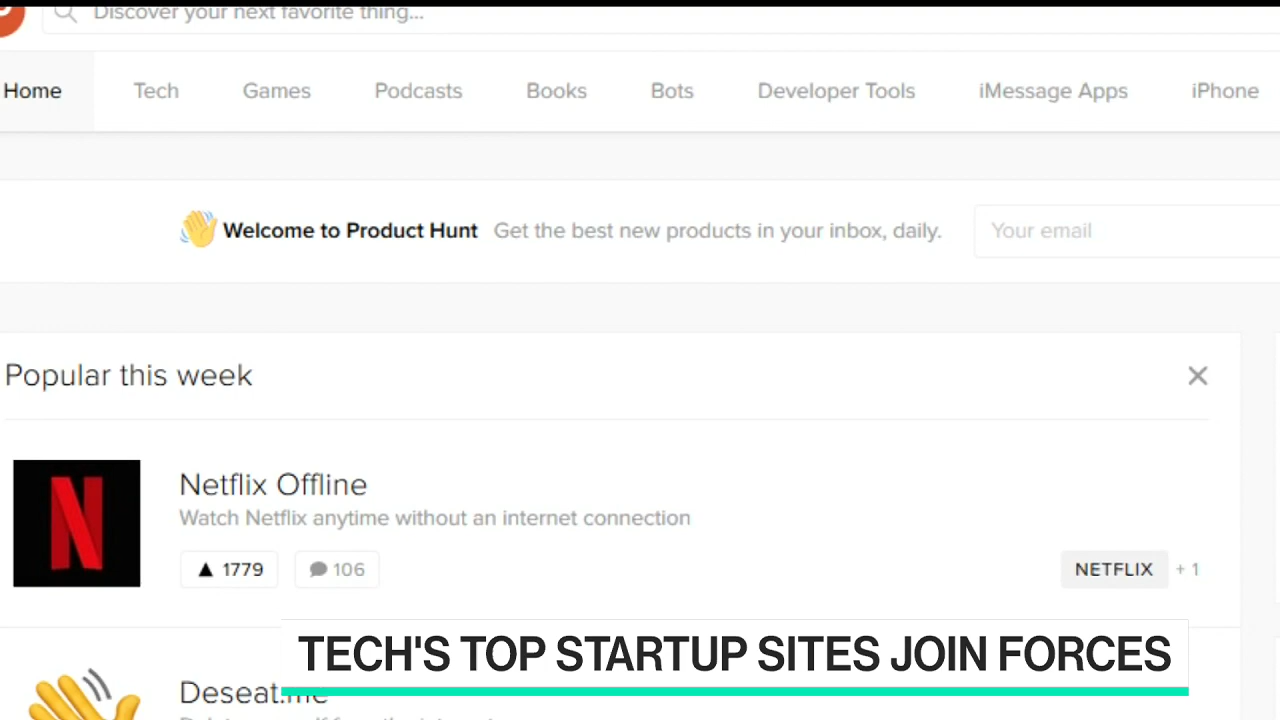 Discover your next favorite thing...
Home Tech Games Podcasts Books Bots Developer Tools iMessage Apps iPhone
Welcome to Product Hunt Get the best new products in your inbox, daily. Your email
Popular this week
N
Netflix Offline
Watch Netflix anytime without an internet connection
1779 106 NETFLIX + 1
TECH'S TOP STARTUP SITES JOIN FORCES
Deseat.me